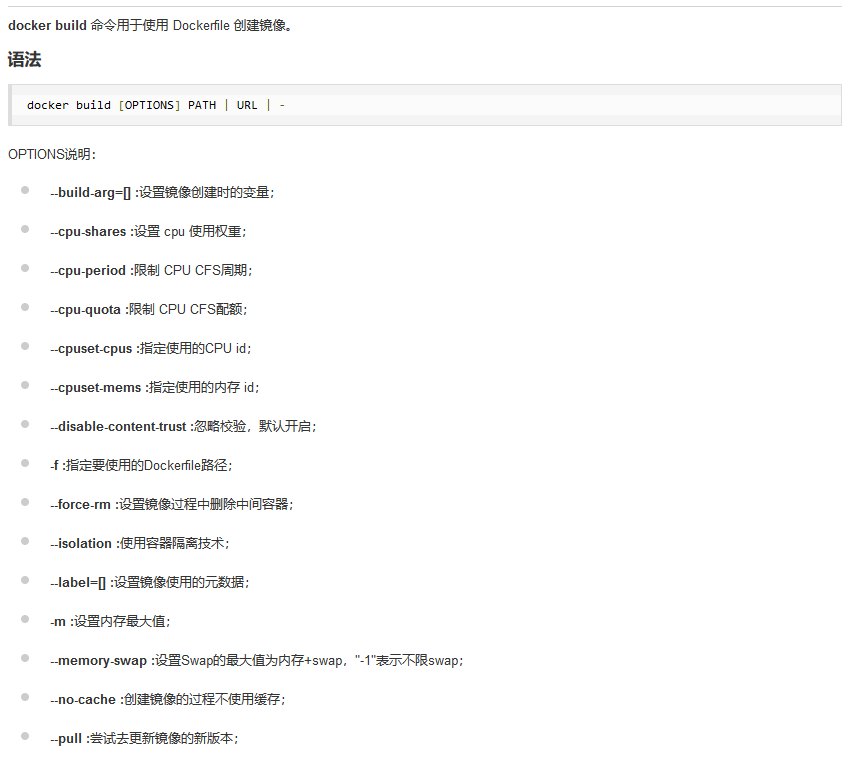 docker build 命令用于使用 Dockerfile 创建镜像。
语法
docker build [OPTIONS] PATH | URL | -
OPTIONS说明：
--build-arg=[] :设置镜像创建时的变量；
--cpu-shares :设置 cpu 使用权重；
--cpu-period :限制 CPU CFS周期；
--cpu-quota :限制 CPU CFS配额；
--cpuset-cpus :指定使用的CPU id；
--cpuset-mems :指定使用的内存 id；
--disable-content-trust :忽略校验，默认开启；
-f :指定要使用的Dockerfile路径；
--force-rm :设置镜像过程中删除中间容器；
--isolation :使用容器隔离技术；
--label=[] :设置镜像使用的元数据；
-m :设置内存最大值；
--memory-swap :设置Swap的最大值为内存+swap，"-1"表示不限swap；
--no-cache :创建镜像的过程不使用缓存；
--pull :尝试去更新镜像的新版本；